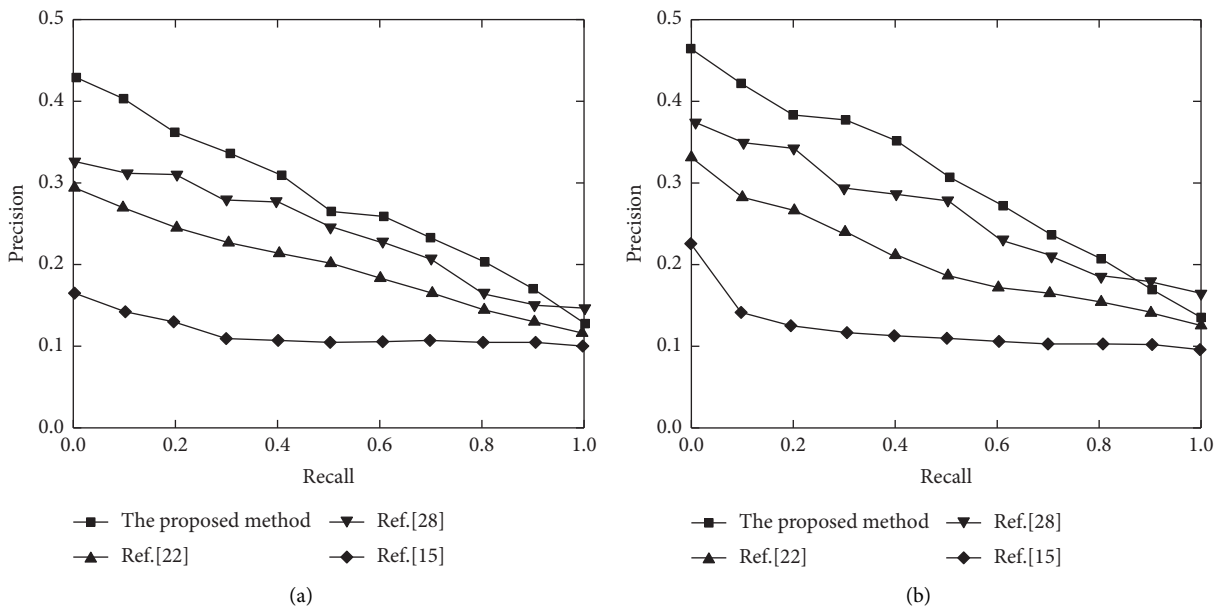 0.5
0.4
0.3
0.2
0.1
0.0
Precision
0.0 0.2 0.4 0.6 0.8 1.0
Recall
The proposed method Ref.[28]
Ref.[22] Ref.[15]
(a)
0.5
0.4
0.3
0.2
0.1
0.0
Precision
0.0 0.2 0.4 0.6 0.8 1.0
Recall
The proposed method Ref.[28]
Ref.[22] Ref.[15]
(b)